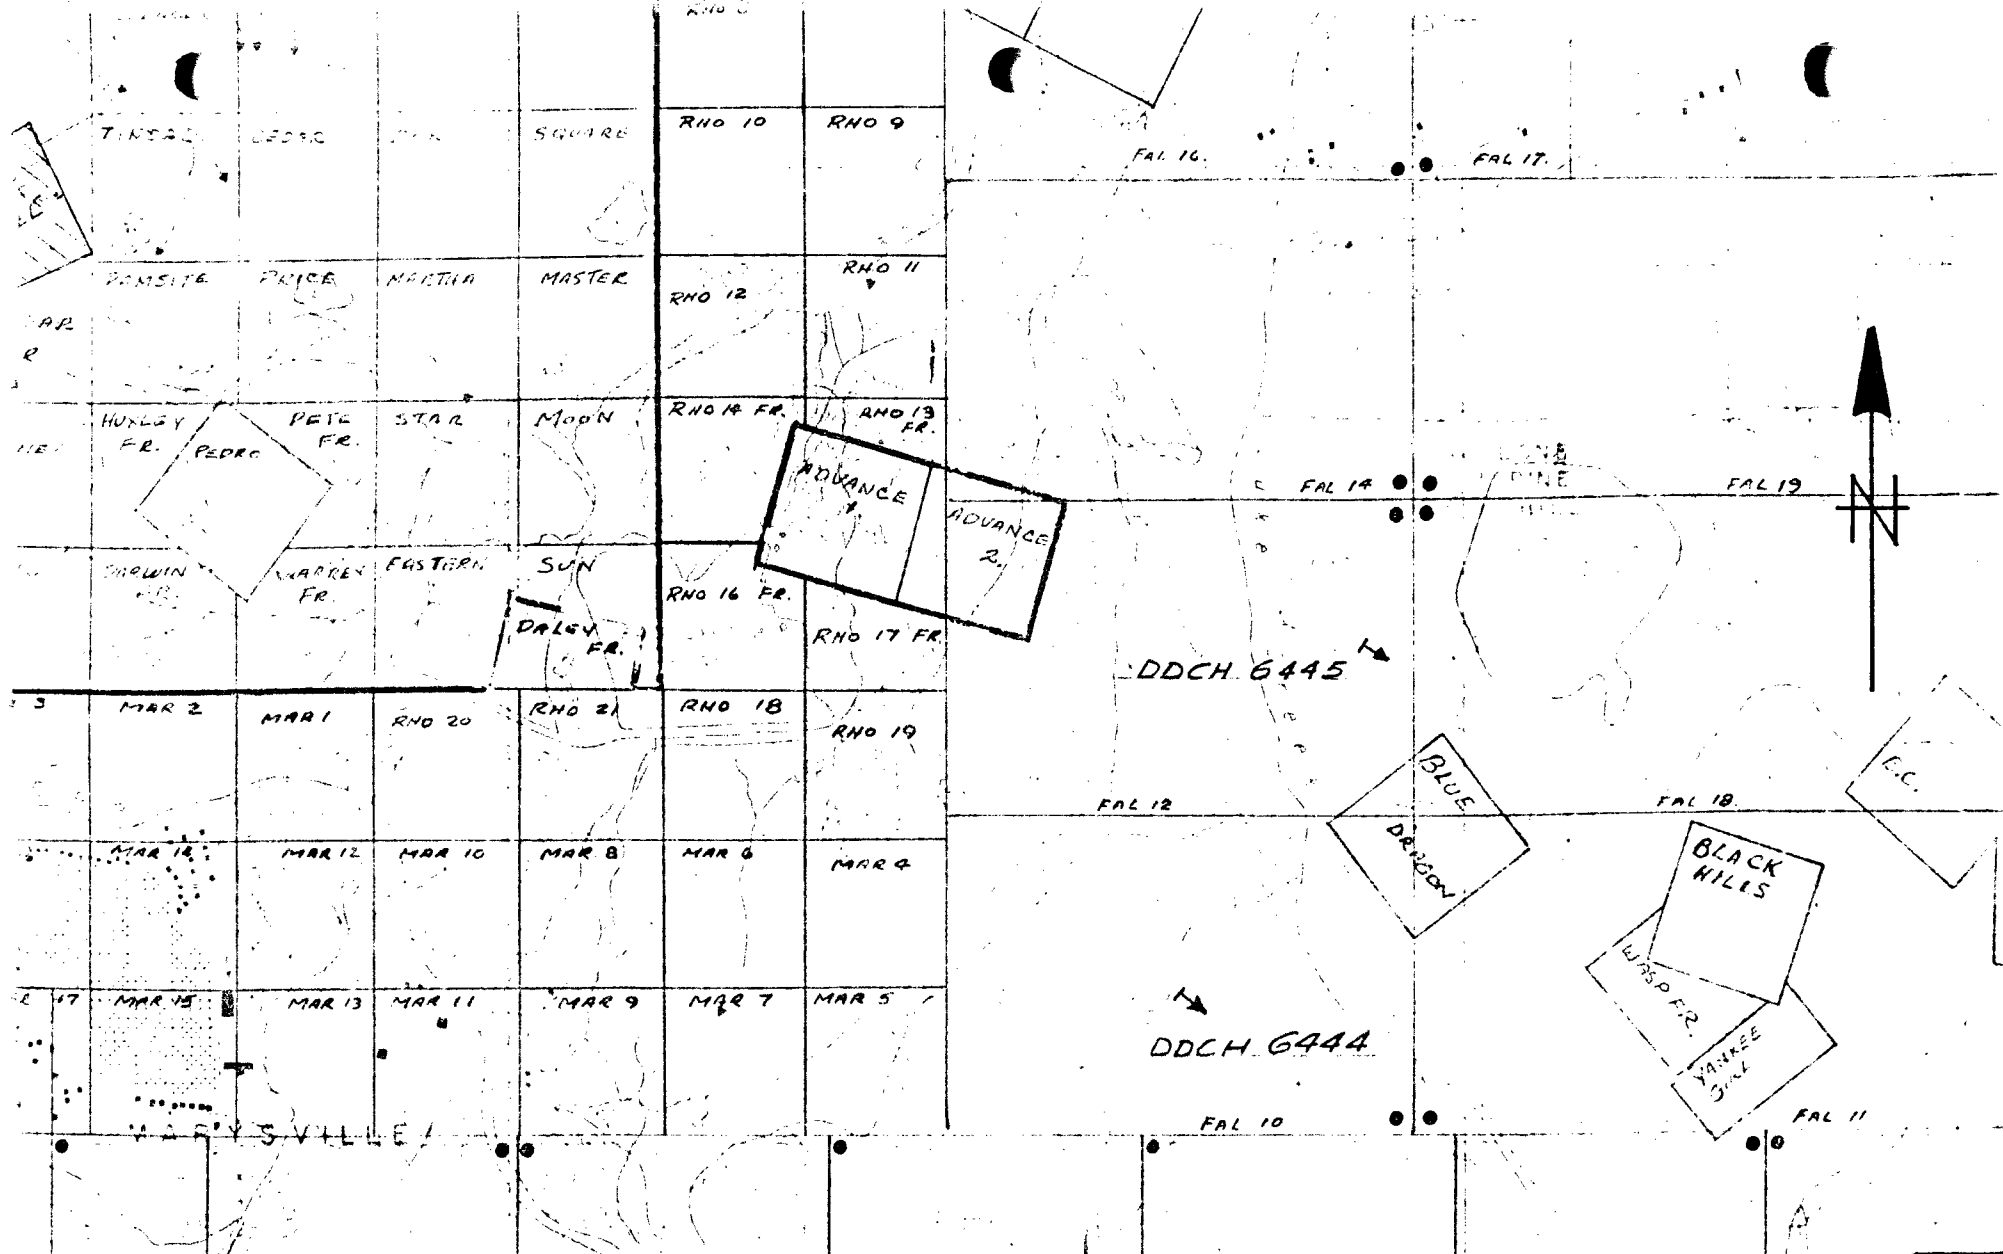 RHO 10
RHO 9
SQUARE
FAL 16.
FAL 17.
RHO 11
DAMSITE
PRICE
MARTHA
MASTER
RHO 12
HUXLEY
FR.
PETE
FR.
STAR
MOON
RHO 14 FR.
RHO 13
FR.
PEDRO
ADVANCE
ADVANCE
2.
FAL 14
FAL 19
N
DARWIN
FR.
EASTERN
SUN
RHO 16 FR.
DALEY
FR.
RHO 17 FR.
DDCH 6445
3
MAR 2
MAR 1
RHO 20
RHO 21
RHO 18
RHO 19
BLUE
DRAGON
E.C.
FAL 12
FAL 18.
MAR 14
MAR 12
MAR 10
MAR 8
MAR 6
MAR 4
BLACK
HILLS
WASP FR.
YANKEE
GIRL
17
MAR 15
MAR 13
MAR 11
MAR 9
MAR 7
MAR 5
DDCH 6444
MARYSVILLE
FAL 10
FAL 11